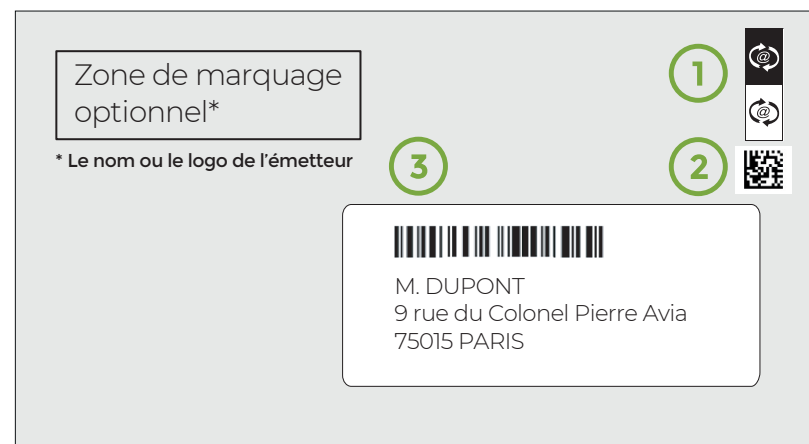 Zone de marquage
optionnel*
* Le nom ou le logo de l'émetteur
1
@
@
2
3
M. DUPONT
9 rue du Colonel Pierre Avia
75015 PARIS